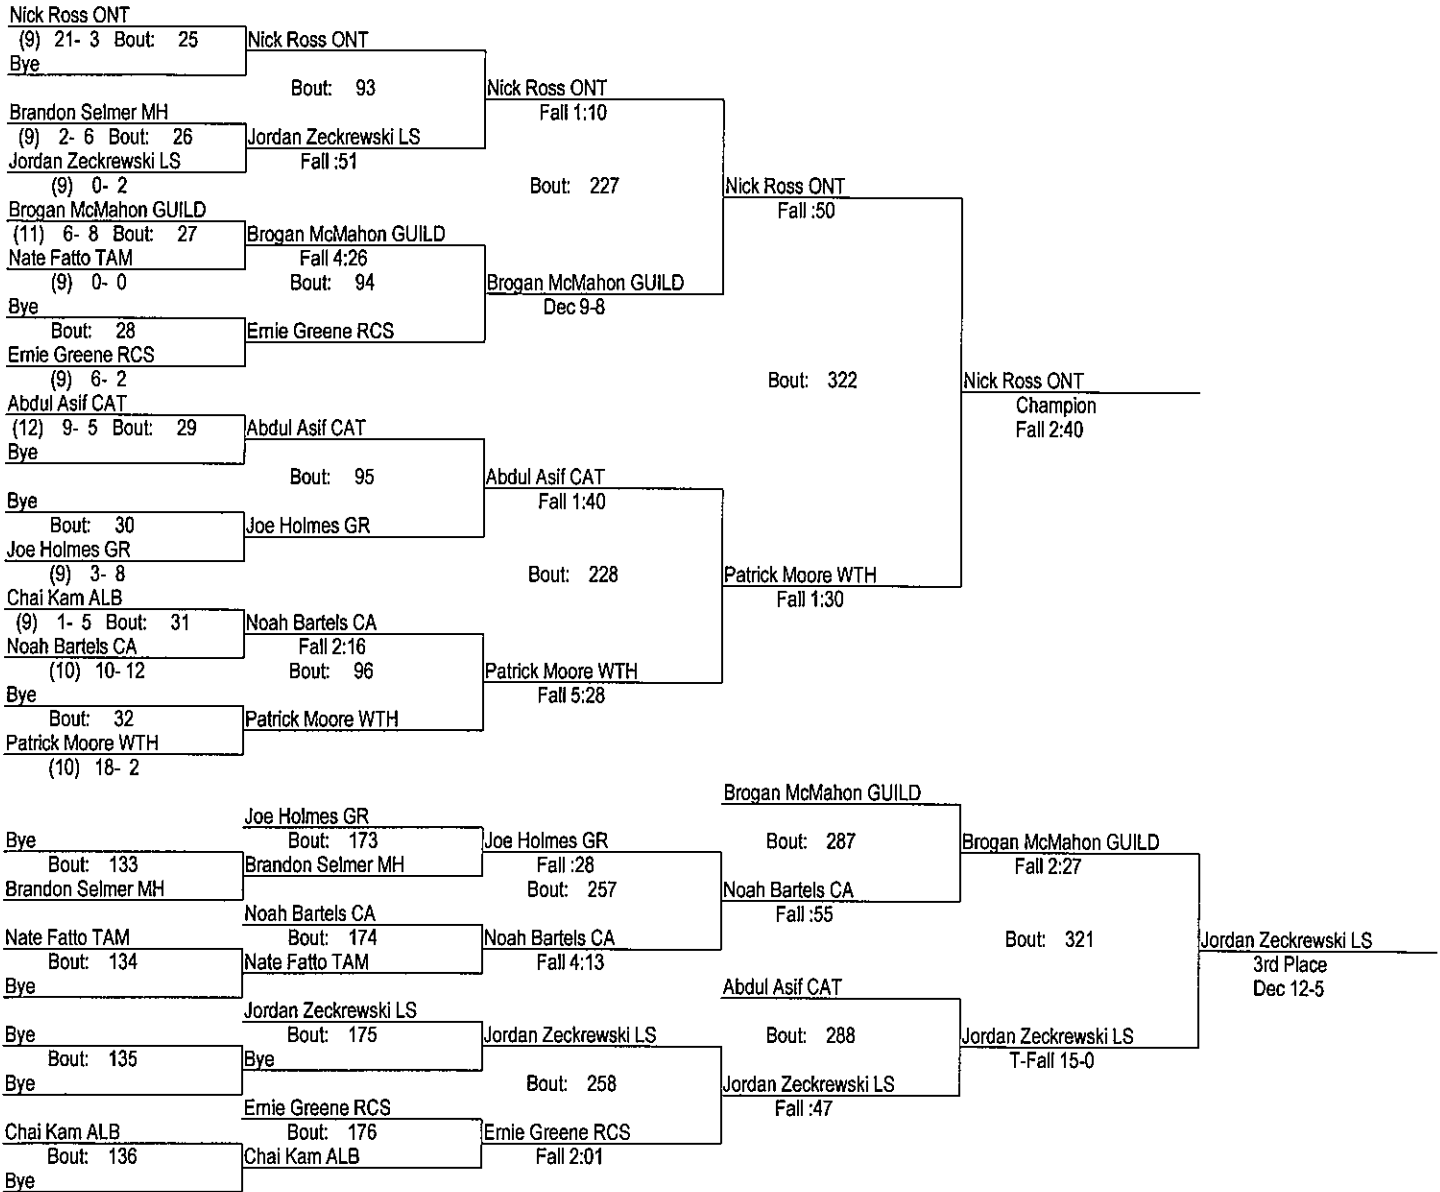 Nick Ross ONT
(9) 21- 3 Bout: 25
Bye
Nick Ross ONT
Bout: 93
Brandon Selmer MH
(9) 2- 6 Bout: 26
Jordan Zeckrewski LS
(9) 0- 2
Jordan Zeckrewski LS
Fall :51
Nick Ross ONT
Fall 1:10
Bout: 227
Brogan McMahon GUILD
(11) 6- 8 Bout: 27
Nate Fatto TAM
(9) 0- 0
Brogan McMahon GUILD
Fall 4:26
Bout: 94
Bye
Bout: 28
Ernie Greene RCS
(9) 6- 2
Ernie Greene RCS
Brogan McMahon GUILD
Dec 9-8
Nick Ross ONT
Fall :50
Bout: 322
Abdul Asif CAT
(12) 9- 5 Bout: 29
Bye
Abdul Asif CAT
Bout: 95
Bye
Bout: 30
Joe Holmes GR
(9) 3- 8
Joe Holmes GR
Abdul Asif CAT
Fall 1:40
Bout: 228
Chai Kam ALB
(9) 1- 5 Bout: 31
Noah Bartels CA
(10) 10- 12
Noah Bartels CA
Fall 2:16
Bout: 96
Bye
Bout: 32
Patrick Moore WTH
(10) 18- 2
Patrick Moore WTH
Patrick Moore WTH
Fall 5:28
Patrick Moore WTH
Fall 1:30
Nick Ross ONT
Champion
Fall 2:40
Bye
Bout: 133
Brandon Selmer MH
Joe Holmes GR
Bout: 173
Brandon Selmer MH
Joe Holmes GR
Fall :28
Bout: 257
Nate Fatto TAM
Bout: 134
Bye
Noah Bartels CA
Bout: 174
Nate Fatto TAM
Noah Bartels CA
Fall 4:13
Brogan McMahon GUILD
Bout: 287
Noah Bartels CA
Fall :55
Brogan McMahon GUILD
Fall 2:27
Bout: 321
Bye
Bout: 135
Bye
Jordan Zeckrewski LS
Bout: 175
Bye
Jordan Zeckrewski LS
Bout: 258
Chai Kam ALB
Bout: 136
Bye
Ernie Greene RCS
Bout: 176
Chai Kam ALB
Ernie Greene RCS
Fall 2:01
Abdul Asif CAT
Bout: 288
Jordan Zeckrewski LS
Fall :47
Jordan Zeckrewski LS
T-Fall 15-0
Jordan Zeckrewski LS
3rd Place
Dec 12-5